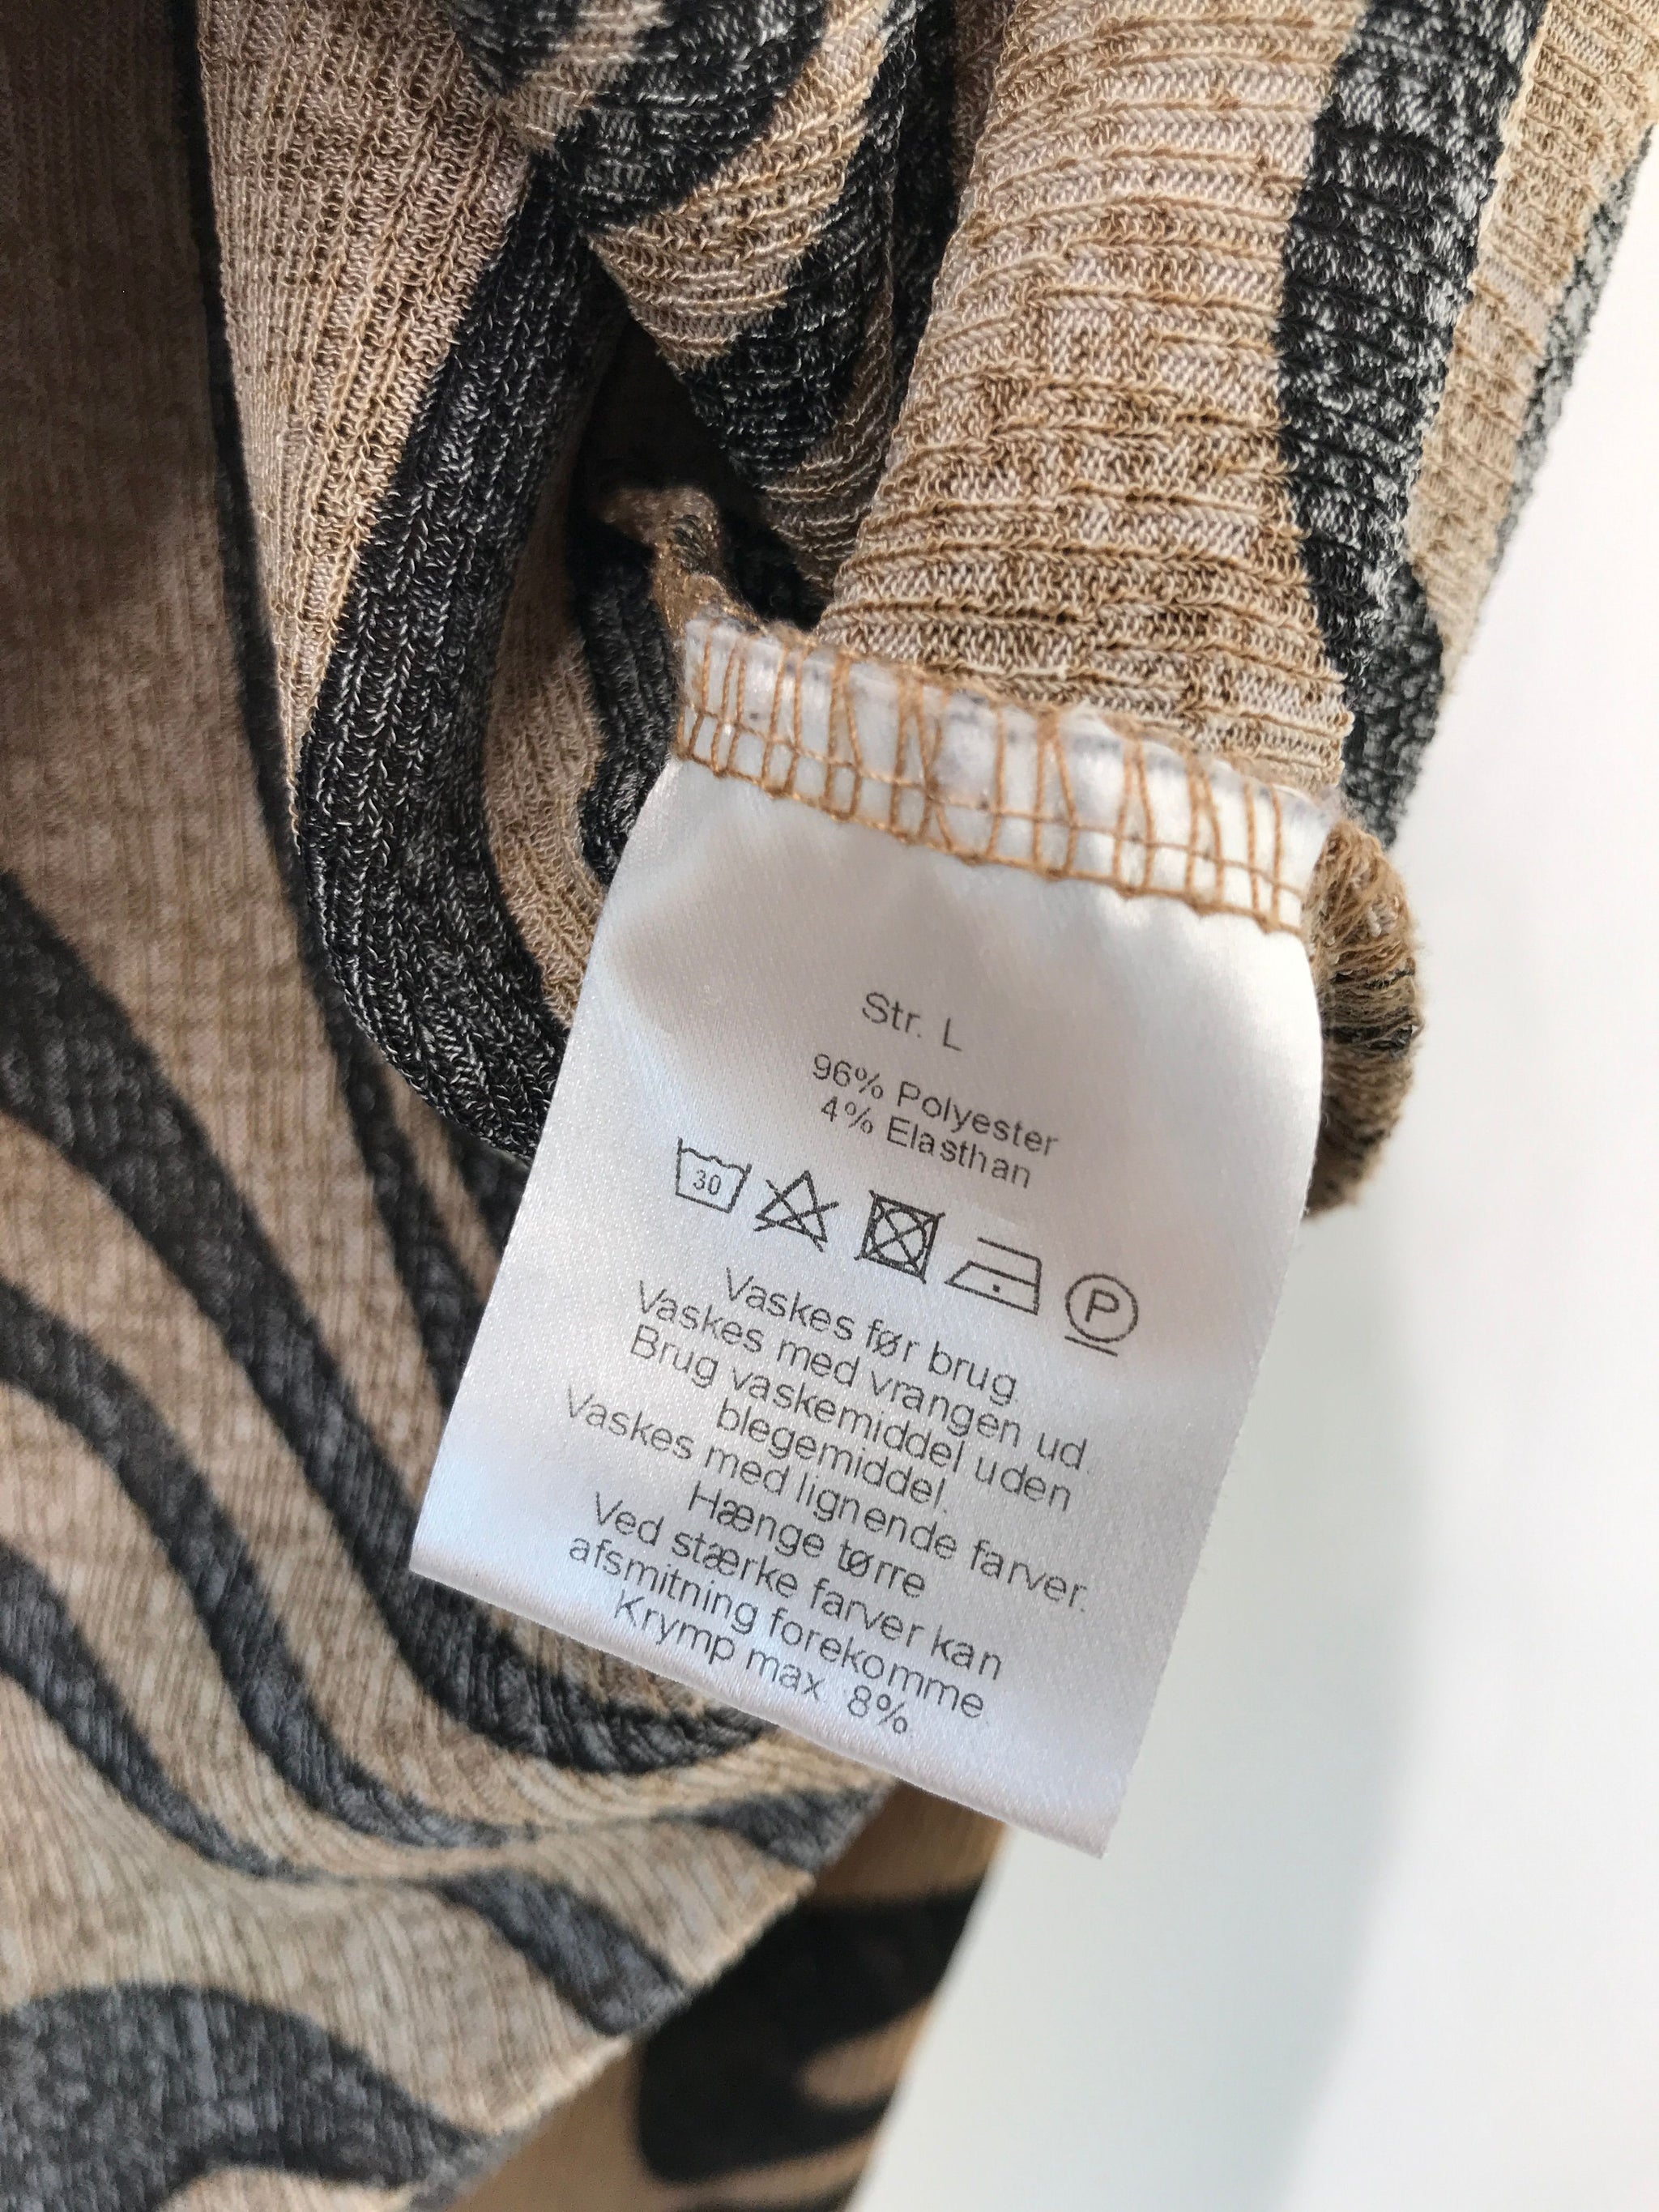 Str. L
96% Polyester
4% Elasthan
30
P
Vaskes før brug.
Vaskes med vrangen ud.
Brug vaskemiddel uden
blegemiddel.
Vaskes med lignende farver.
Hænge tørre
Ved stærke farver kan
afsmitning forekomme.
Krymp max. 8%